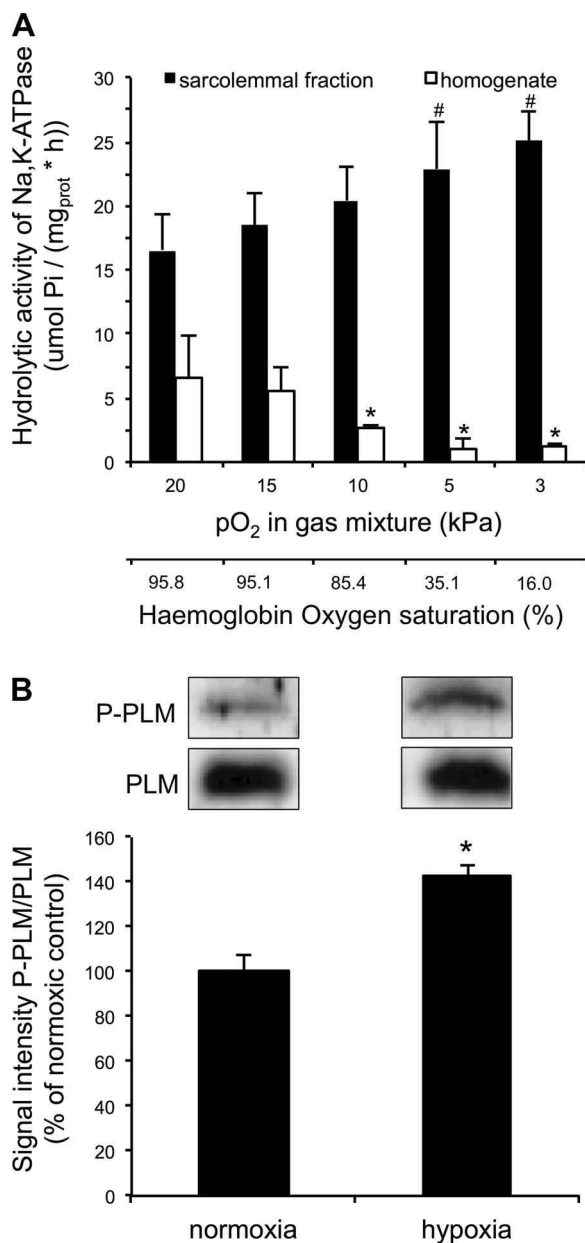 A
Hydrolytic activity of Na,K-ATPase
(umol Pi / (mgprot * h))
30
25
20
15
10
5
0
■ sarcolemmal fraction □ homogenate
# #
* * *
20 15 10 5 3
pO₂ in gas mixture (kPa)
95.8 95.1 85.4 35.1 16.0
Haemoglobin Oxygen saturation (%)
B
P-PLM
PLM
Signal intensity P-PLM/PLM
(% of normoxic control)
160
140
120
100
80
60
40
20
0
*
normoxia hypoxia